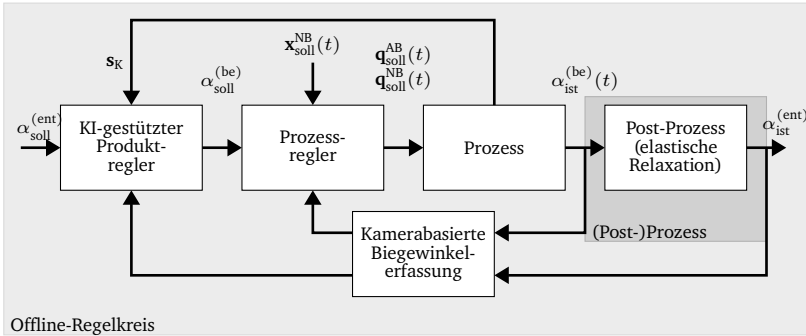 x_soll^NB(t)
q_soll^AB(t)
q_soll^NB(t)
s_K
α_soll^(ent)
α_soll^(be)
α_ist^(be)(t)
α_ist^(ent)
KI-gestützter
Produkt-
regler
Prozess-
regler
Prozess
Post-Prozess
(elastische
Relaxation)
(Post-)Prozess
Kamerabasierte
Biegewinkel-
erfassung
Offline-Regelkreis